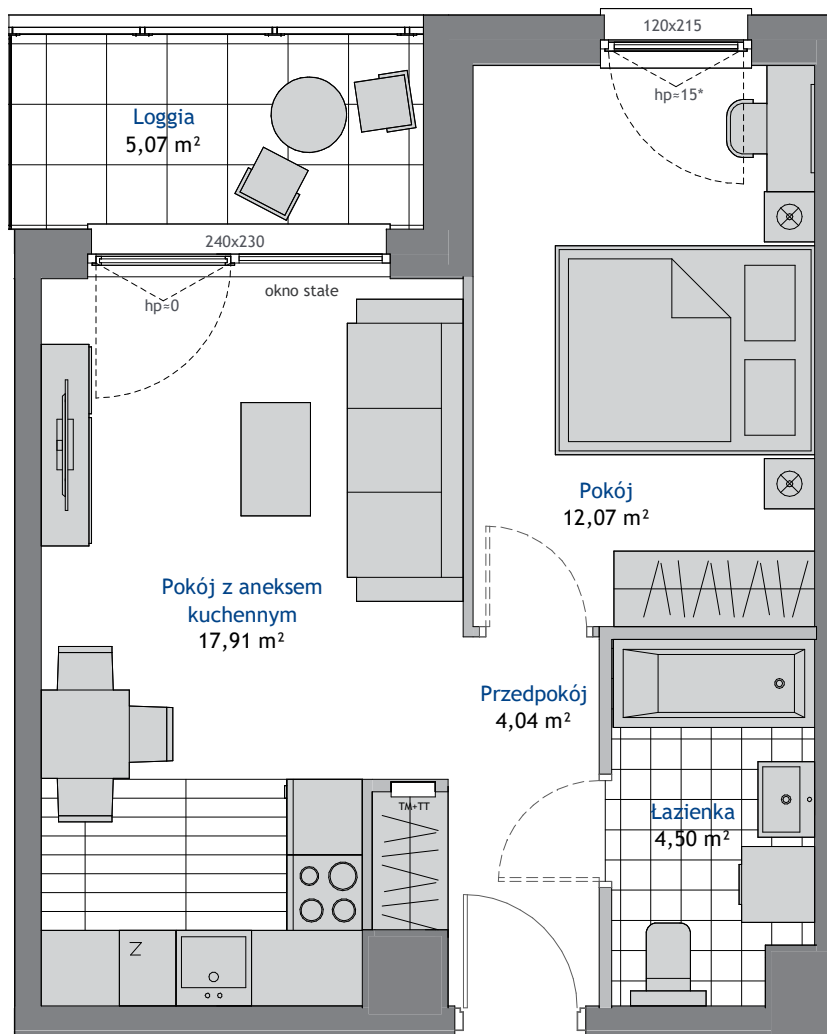 120x215
hp=15*
Loggia
5,07 m²
240x230
hp=0
okno stałe
Pokój
12,07 m²
Pokój z aneksem
kuchennym
17,91 m²
Przedpokój
4,04 m²
TM+TT
Łazienka
4,50 m²
Z